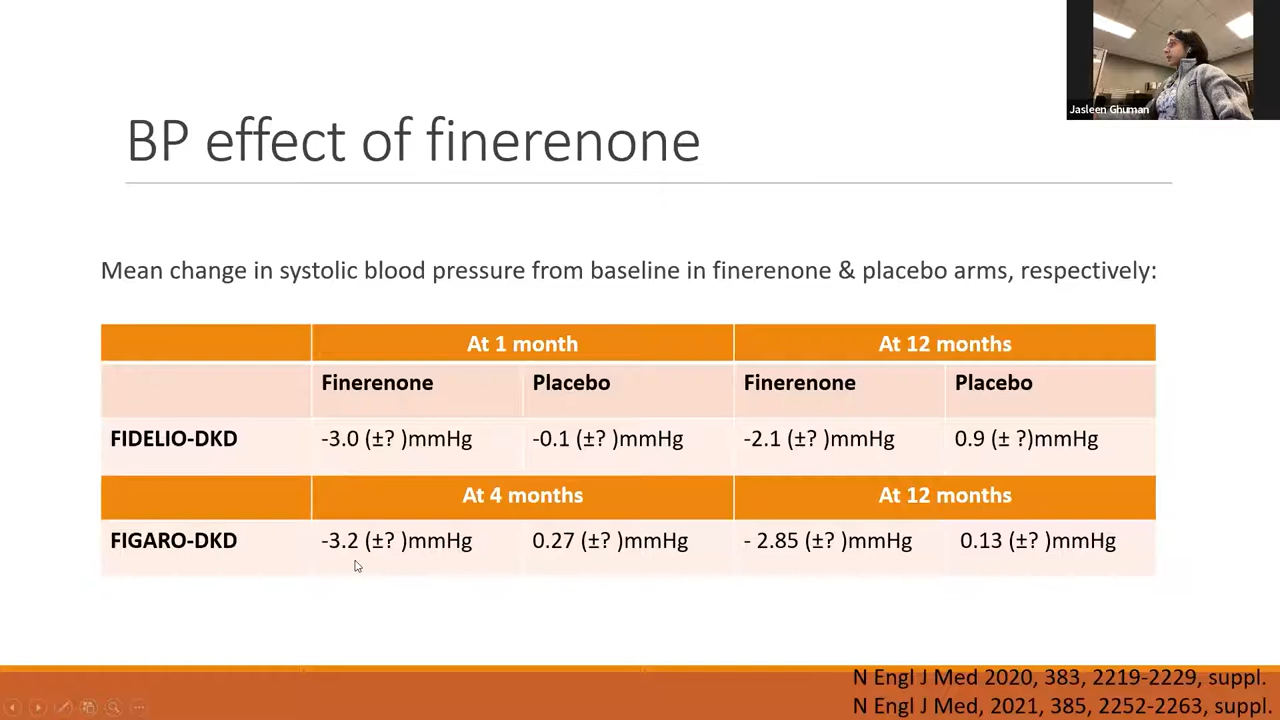 Jasleen Ghuman
BP effect of finerenone
Mean change in systolic blood pressure from baseline in finerenone & placebo arms, respectively:
At 1 month At 12 months
Finerenone Placebo Finerenone Placebo
FIDELIO-DKD -3.0 (±? )mmHg -0.1 (±? )mmHg -2.1 (±? )mmHg 0.9 (± ?)mmHg
At 4 months At 12 months
FIGARO-DKD -3.2 (±? )mmHg 0.27 (±? )mmHg - 2.85 (±? )mmHg 0.13 (±? )mmHg
N Engl J Med 2020, 383, 2219-2229, suppl.
N Engl J Med, 2021, 385, 2252-2263, suppl.